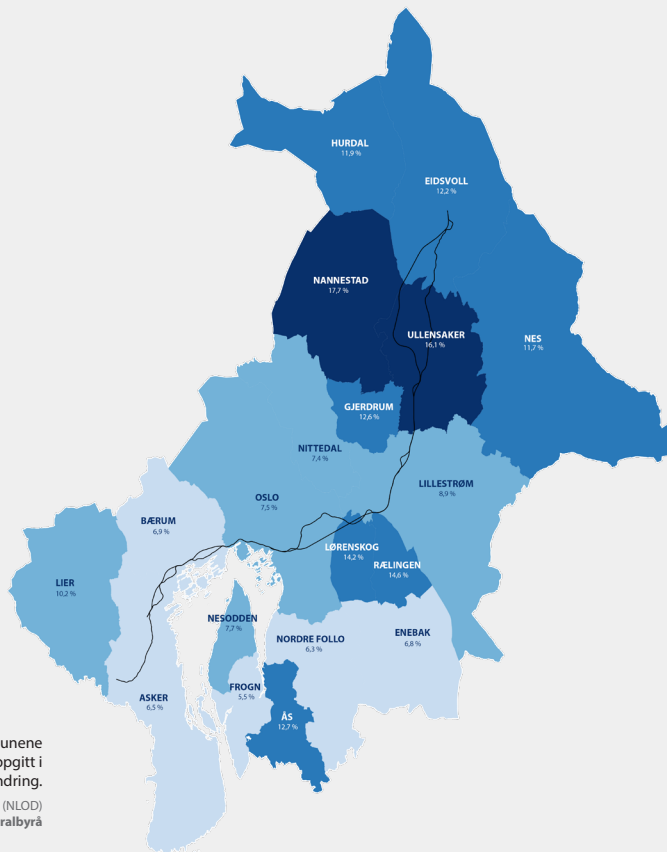 HURDAL
11,9 %
EIDSVOLL
12,2 %
NANNESTAD
17,7 %
ULLENSAKER
16,1 %
NES
11,7 %
GJERDRUM
12,6 %
NITTEDAL
7,4 %
LILLESTRØM
8,9 %
OSLO
7,5 %
BÆRUM
6,9 %
LØRENSKOG
14,2 %
RÆLINGEN
14,6 %
LIER
10,2 %
NESODDEN
7,7 %
NORDRE FOLLO
6,3 %
ENEBAK
6,8 %
FROGN
5,5 %
ASKER
6,5 %
ÅS
12,7 %
unene
opgitt i
ndring.
(NLOD)
ralbyrå